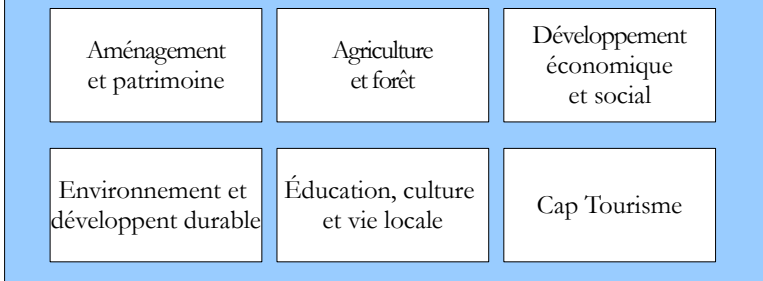 Aménagement
et patrimoine
Agriculture
et forêt
Développement
économique
et social
Environnement et
développent durable
Éducation, culture
et vie locale
Cap Tourisme